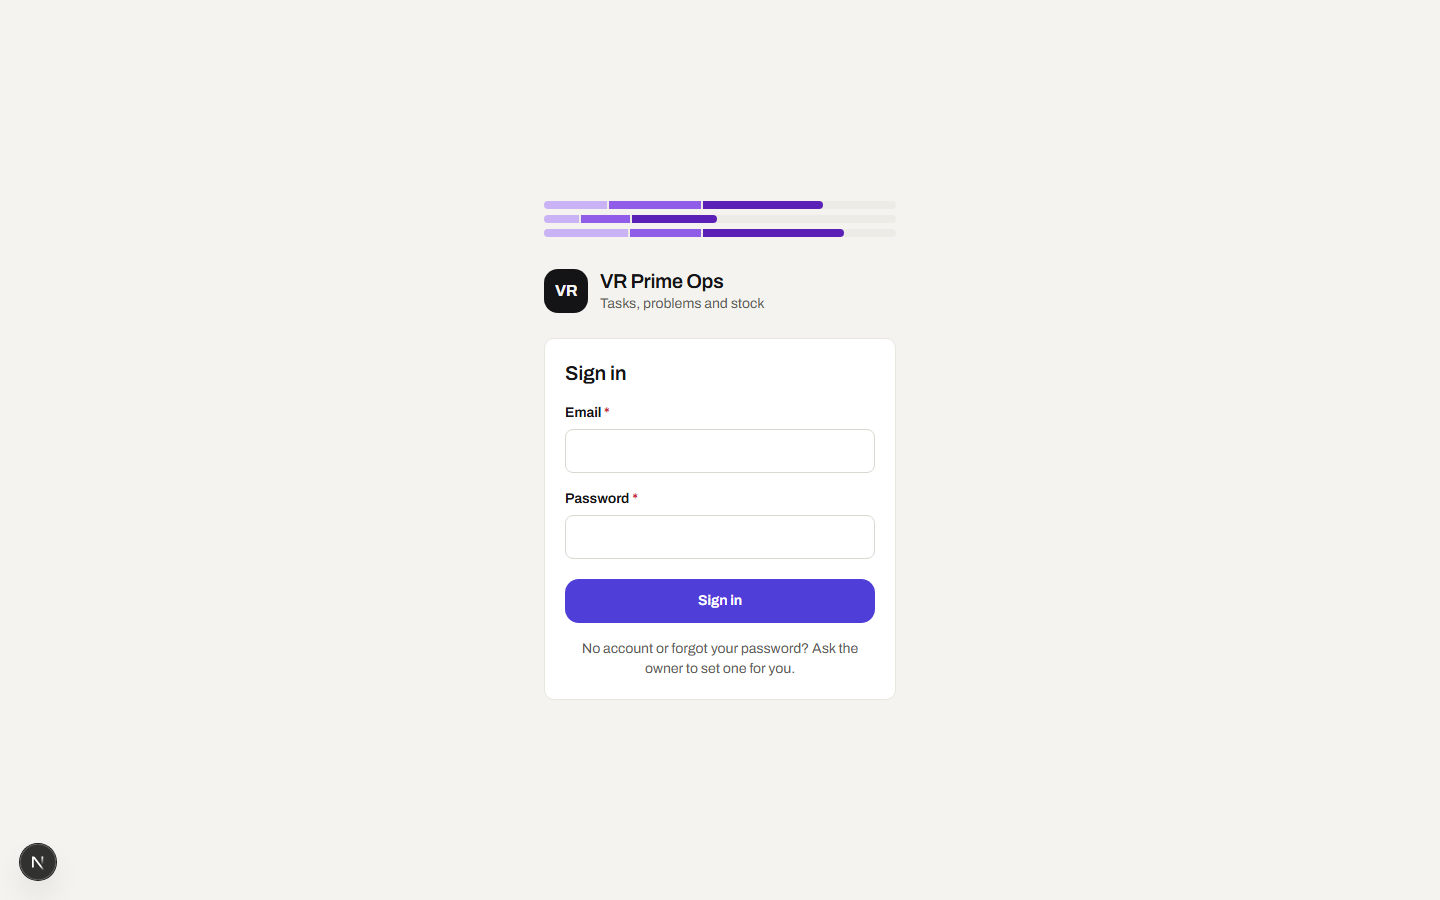 VR
VR Prime Ops
Tasks, problems and stock
Sign in
Email *
Password *
Sign in
No account or forgot your password? Ask the
owner to set one for you.
N